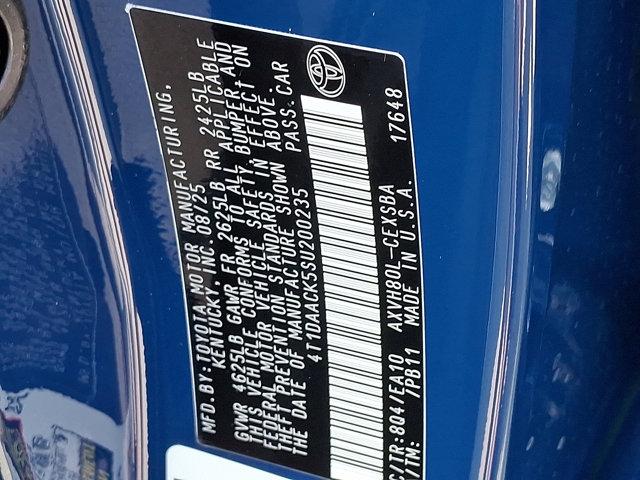 MFD.BY:TOYOTA MOTOR MANUFACTURING,
KENTUCKY, INC. 08/25
GVWR 4625LB GAWR FR 2625LB RR 2425LB
THIS VEHICLE CONFORMS TO ALL APPLICABLE
FEDERAL MOTOR VEHICLE SAFETY, BUMPER, AND
THEFT PREVENTION STANDARDS IN EFFECT ON
THE DATE OF MANUFACTURE SHOWN ABOVE.
4T1DAACK5SU200235 PASS.CAR
C/TR:8Q4/EA10 AXVH80L-CEXSBA
/TM: /PB11 MADE IN U.S.A. 17648